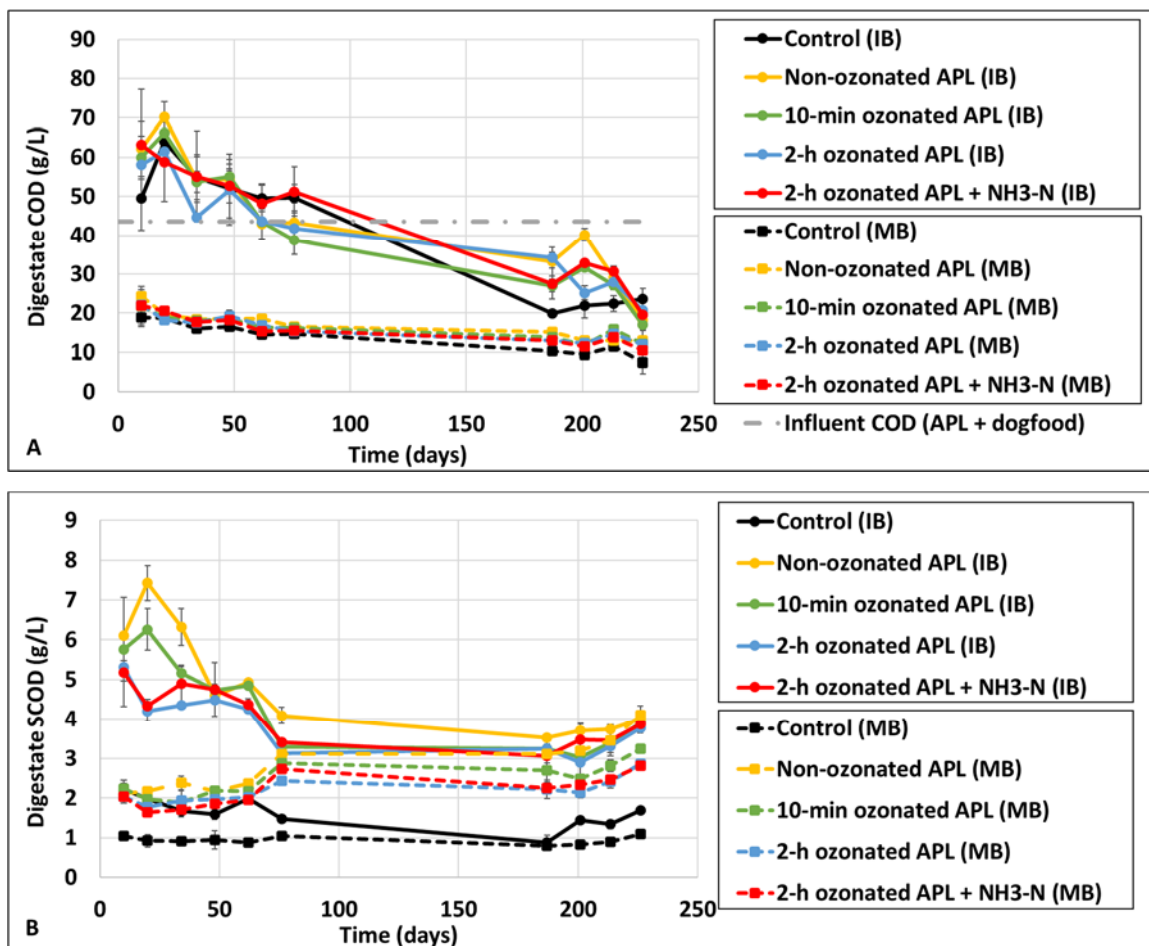 90
80
70
60
50
40
30
20
10
0
Digestate COD (g/L)
0 50 100 150 200 250
Time (days)
A
Control (IB)
Non-ozonated APL (IB)
10-min ozonated APL (IB)
2-h ozonated APL (IB)
2-h ozonated APL + NH3-N (IB)
Control (MB)
Non-ozonated APL (MB)
10-min ozonated APL (MB)
2-h ozonated APL (MB)
2-h ozonated APL + NH3-N (MB)
Influent COD (APL + dogfood)
9
8
7
6
5
4
3
2
1
0
Digestate SCOD (g/L)
0 50 100 150 200 250
Time (days)
B
Control (IB)
Non-ozonated APL (IB)
10-min ozonated APL (IB)
2-h ozonated APL (IB)
2-h ozonated APL + NH3-N (IB)
Control (MB)
Non-ozonated APL (MB)
10-min ozonated APL (MB)
2-h ozonated APL (MB)
2-h ozonated APL + NH3-N (MB)